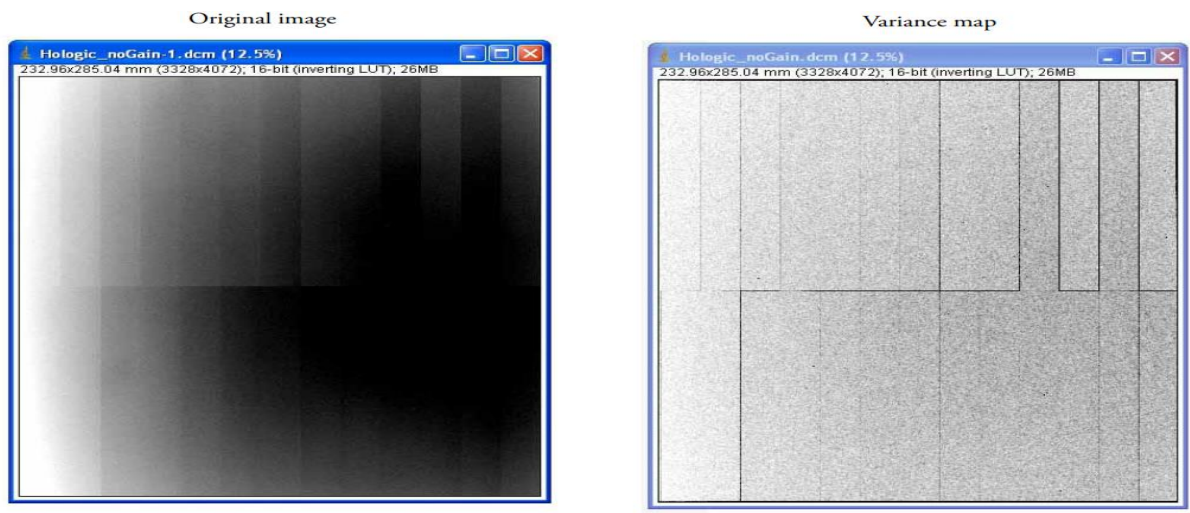 Original image
Variance map
Hologic_noGain-1.dcm (12.5%)
232.96x285.04 mm (3328x4072); 16-bit (inverting LUT); 26MB
Hologic_noGain.dcm (12.5%)
232.96x285.04 mm (3328x4072); 16-bit (inverting LUT); 26MB